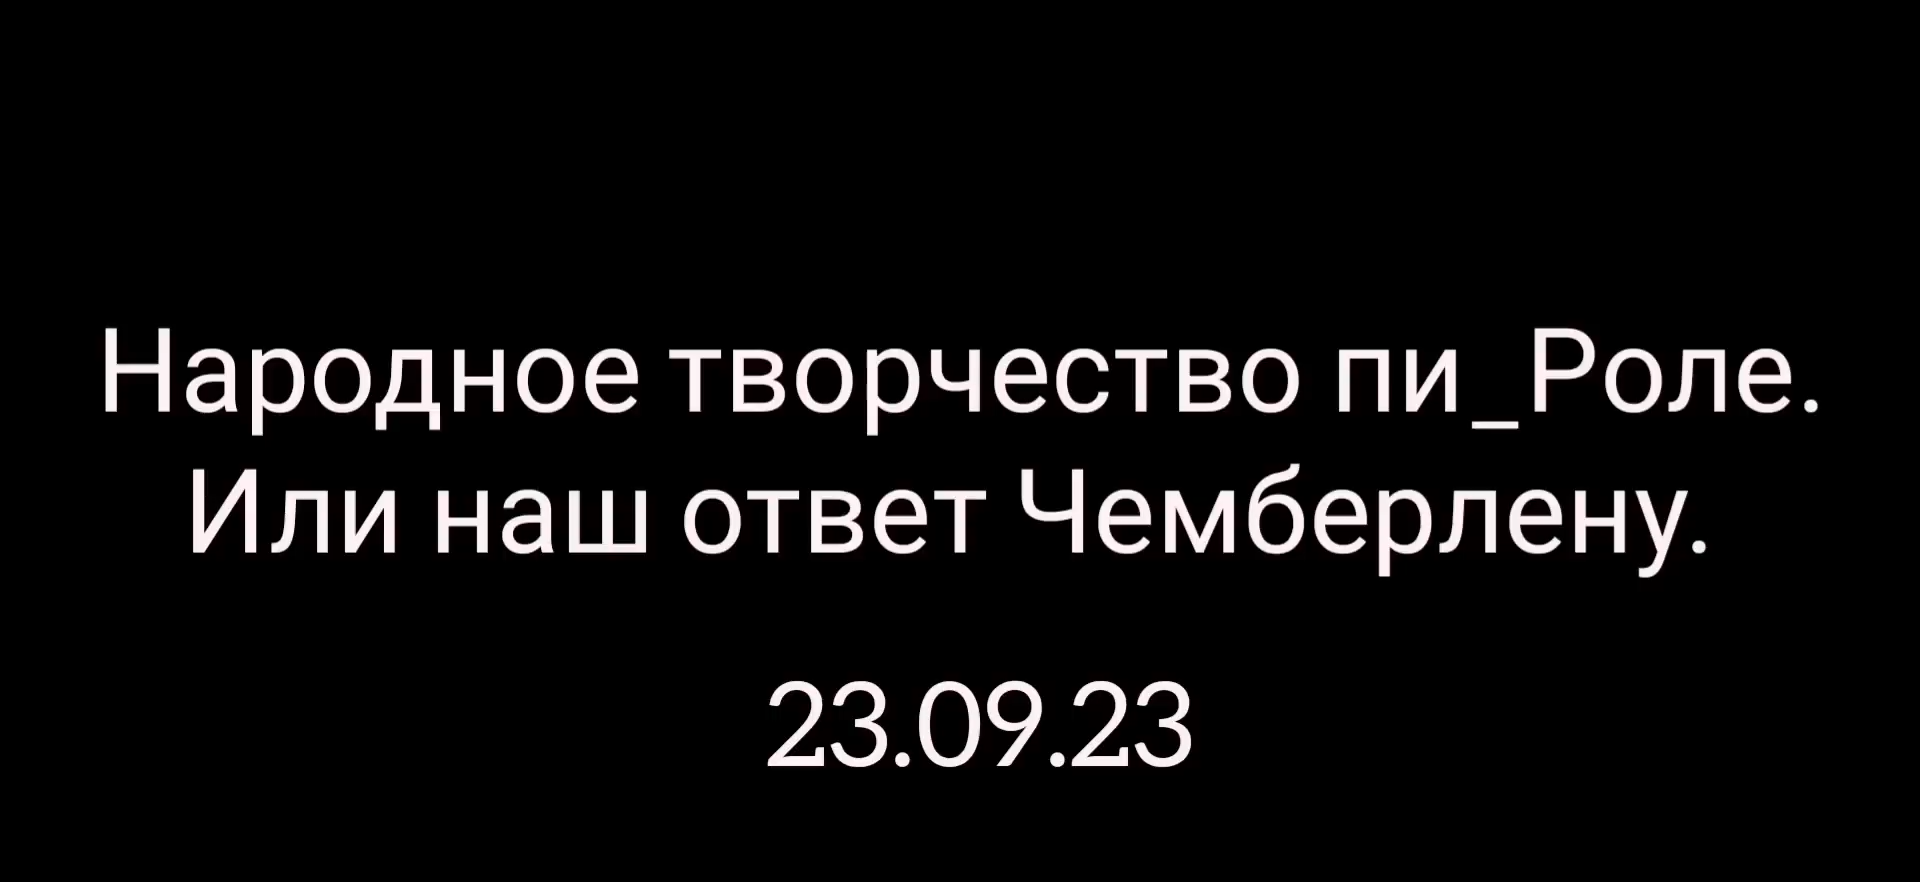 Народное творчество пи_Роле.
Или наш ответ Чемберлену.
23.09.23